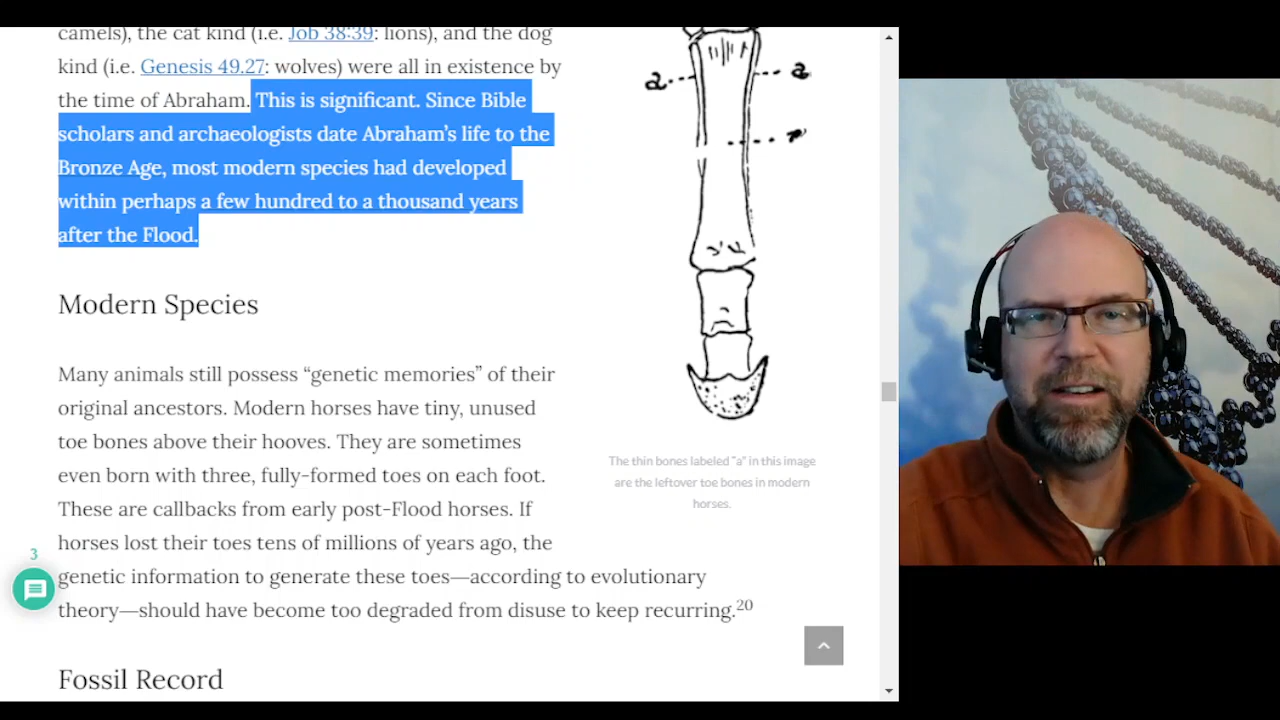 camels), the cat kind (i.e. Job 38:39: lions), and the dog
kind (i.e. Genesis 49.27: wolves) were all in existence by
the time of Abraham. This is significant. Since Bible
scholars and archaeologists date Abraham's life to the
Bronze Age, most modern species had developed
within perhaps a few hundred to a thousand years
after the Flood.
a
a
Modern Species
Many animals still possess “genetic memories” of their
original ancestors. Modern horses have tiny, unused
toe bones above their hooves. They are sometimes
even born with three, fully-formed toes on each foot.
These are callbacks from early post-Flood horses. If
horses lost their toes tens of millions of years ago, the
genetic information to generate these toes—according to evolutionary
theory—should have become too degraded from disuse to keep recurring.20
The thin bones labeled "a" in this image
are the leftover toe bones in modern
horses.
3
Fossil Record